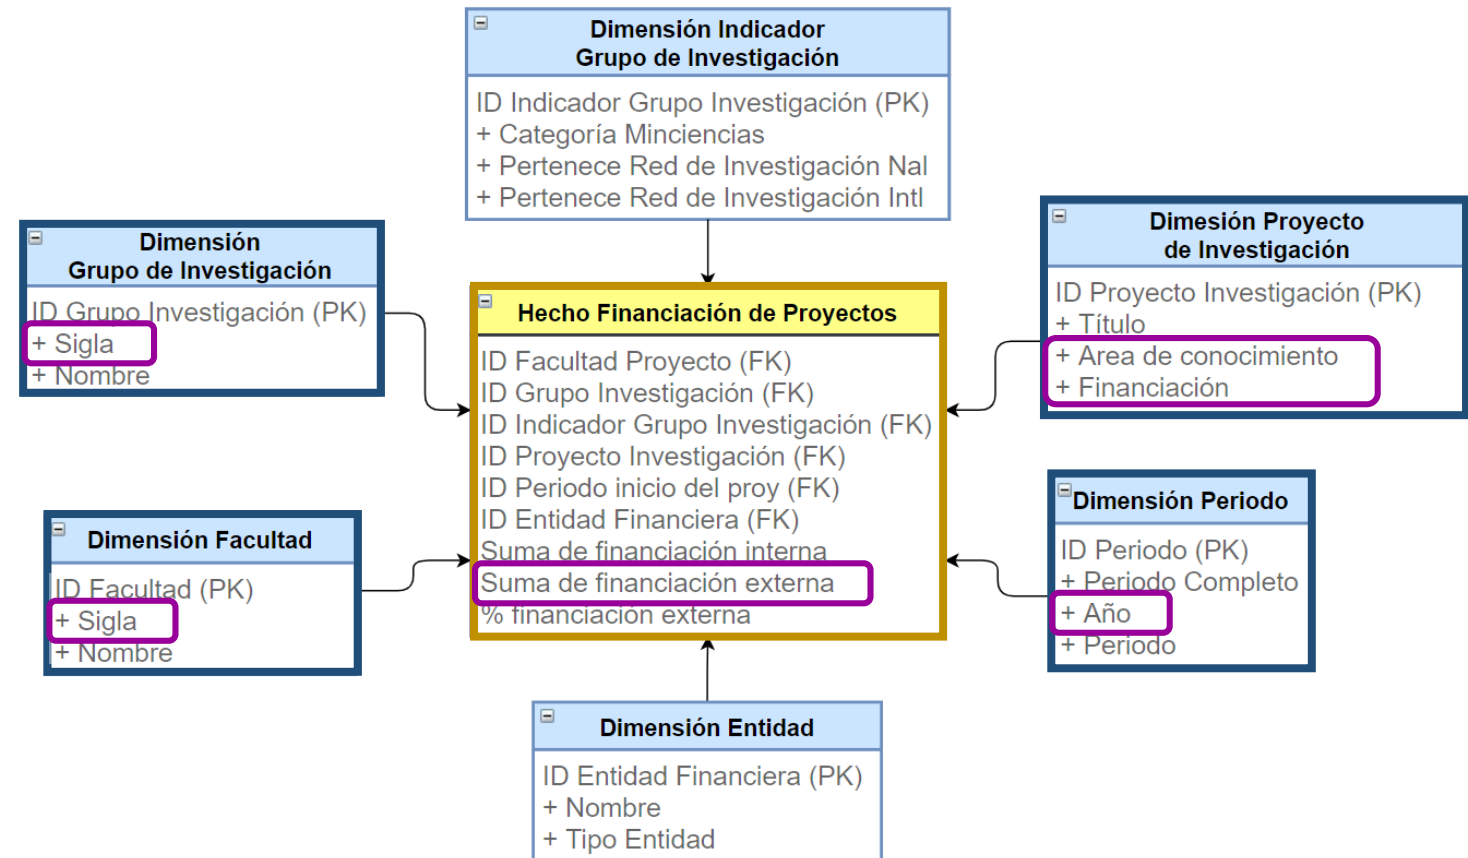 Dimensión Indicador
Grupo de Investigación
ID Indicador Grupo Investigación (PK)
+ Categoría Minciencias
+ Pertenece Red de Investigación Nal
+ Pertenece Red de Investigación Intl
Dimensión
Grupo de Investigación
ID Grupo Investigación (PK)
+ Sigla
+ Nombre
Dimesión Proyecto
de Investigación
ID Proyecto Investigación (PK)
+ Título
+ Area de conocimiento
+ Financiación
Hecho Financiación de Proyectos
ID Facultad Proyecto (FK)
ID Grupo Investigación (FK)
ID Indicador Grupo Investigación (FK)
ID Proyecto Investigación (FK)
ID Periodo inicio del proy (FK)
ID Entidad Financiera (FK)
Suma de financiación interna
Suma de financiación externa
% financiación externa
Dimensión Facultad
ID Facultad (PK)
+ Sigla
+ Nombre
Dimensión Periodo
ID Periodo (PK)
+ Periodo Completo
+ Año
+ Periodo
Dimensión Entidad
ID Entidad Financiera (PK)
+ Nombre
+ Tipo Entidad